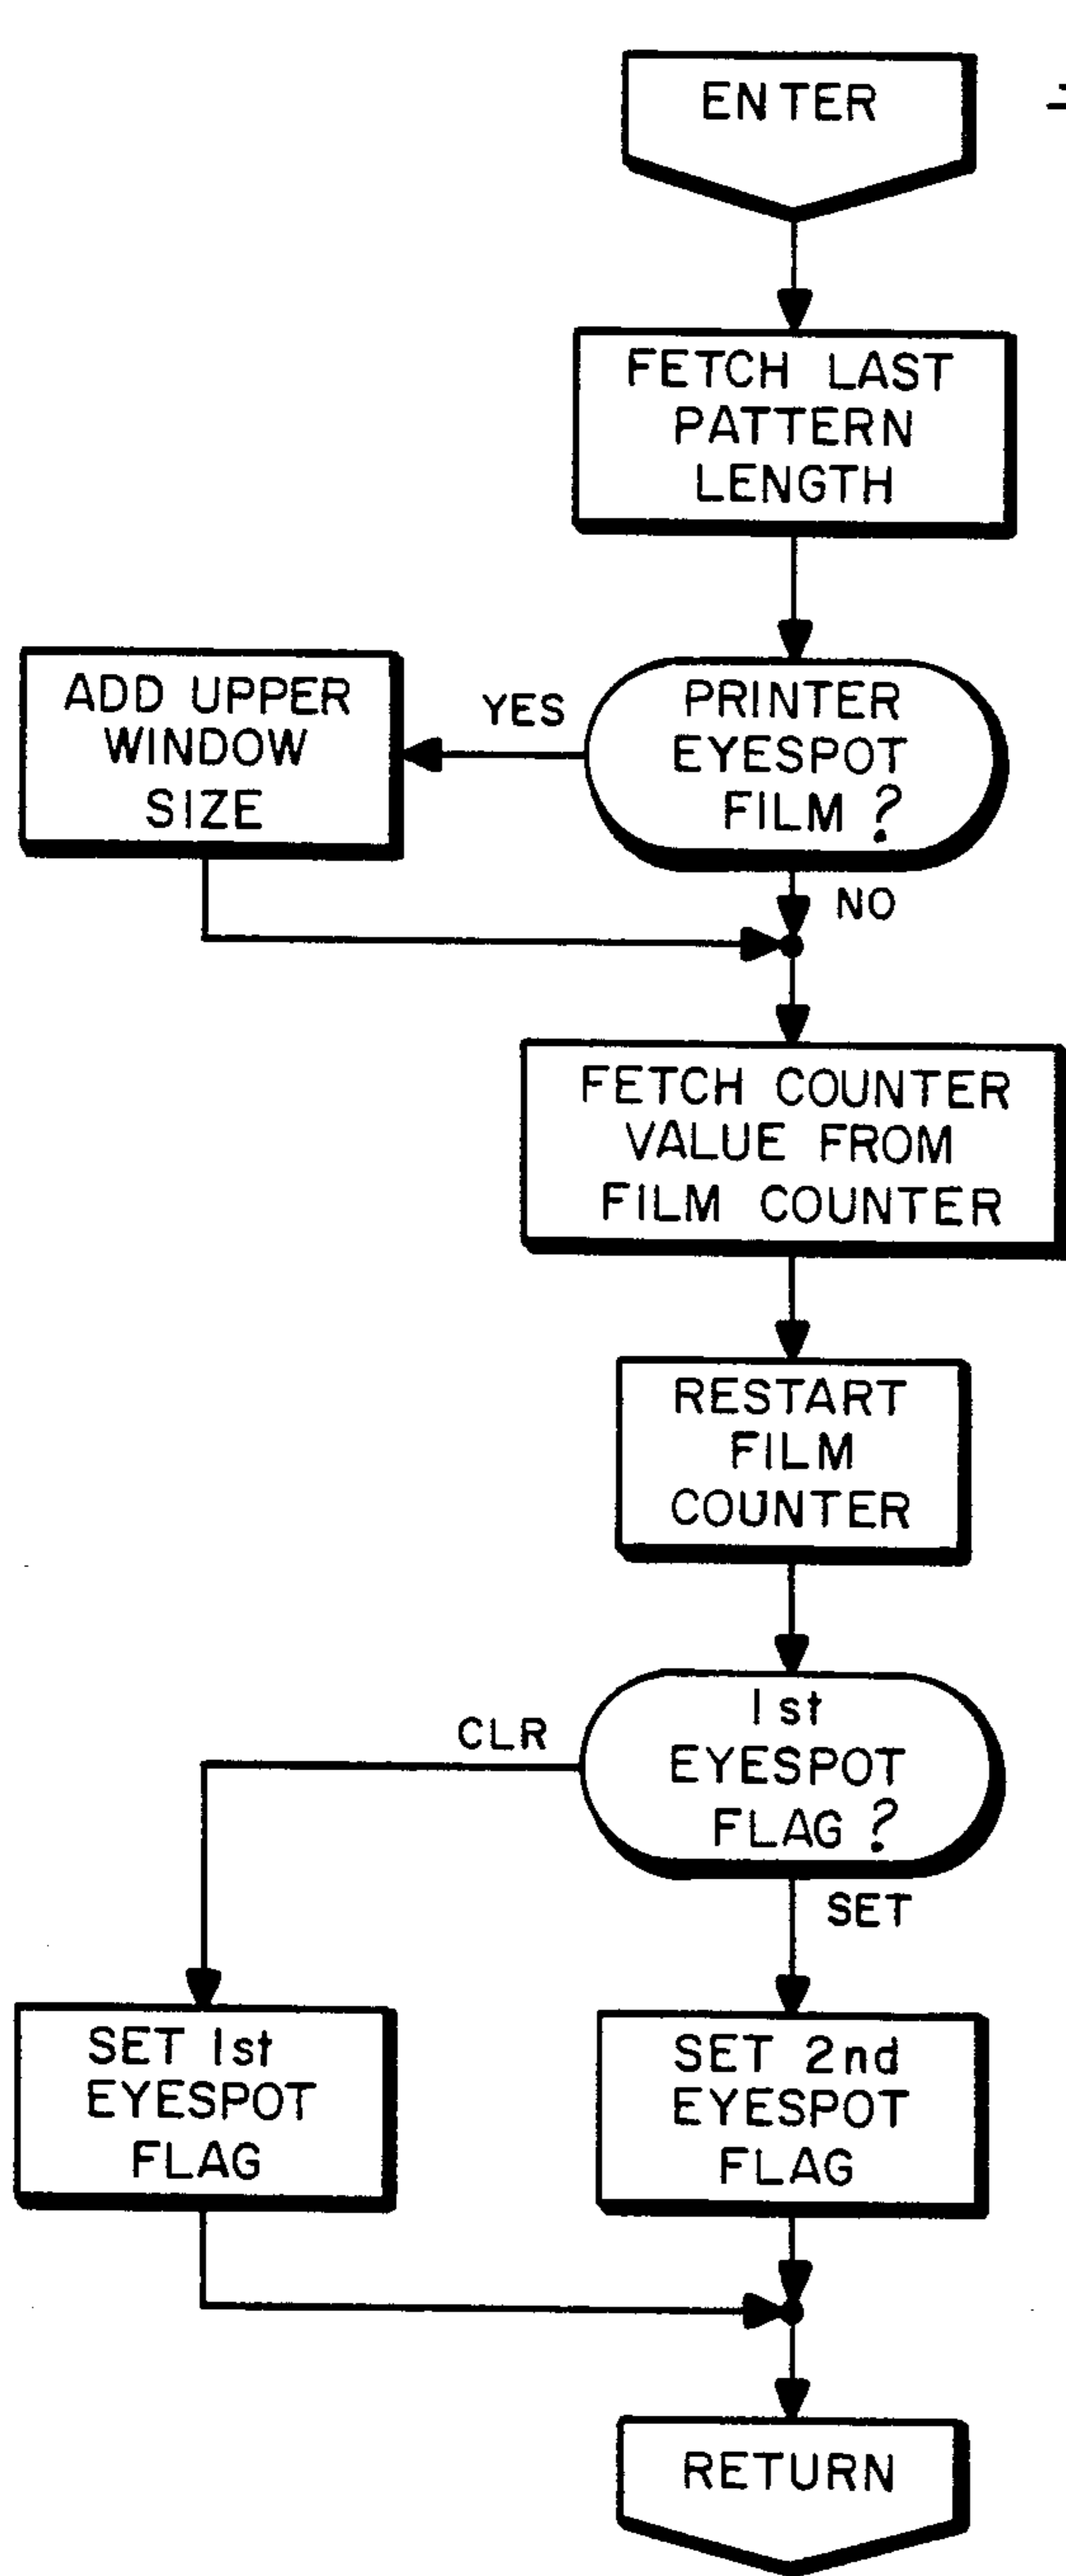 ENTER
FETCH LAST
PATTERN
LENGTH
PRINTER
EYESPOT
FILM ?
YES
ADD UPPER
WINDOW
SIZE
NO
FETCH COUNTER
VALUE FROM
FILM COUNTER
RESTART
FILM
COUNTER
1st
EYESPOT
FLAG ?
CLR
SET
SET 1st
EYESPOT
FLAG
SET 2nd
EYESPOT
FLAG
RETURN